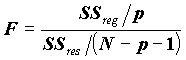 F = SS_reg / p
SS_res / (N - p - 1)